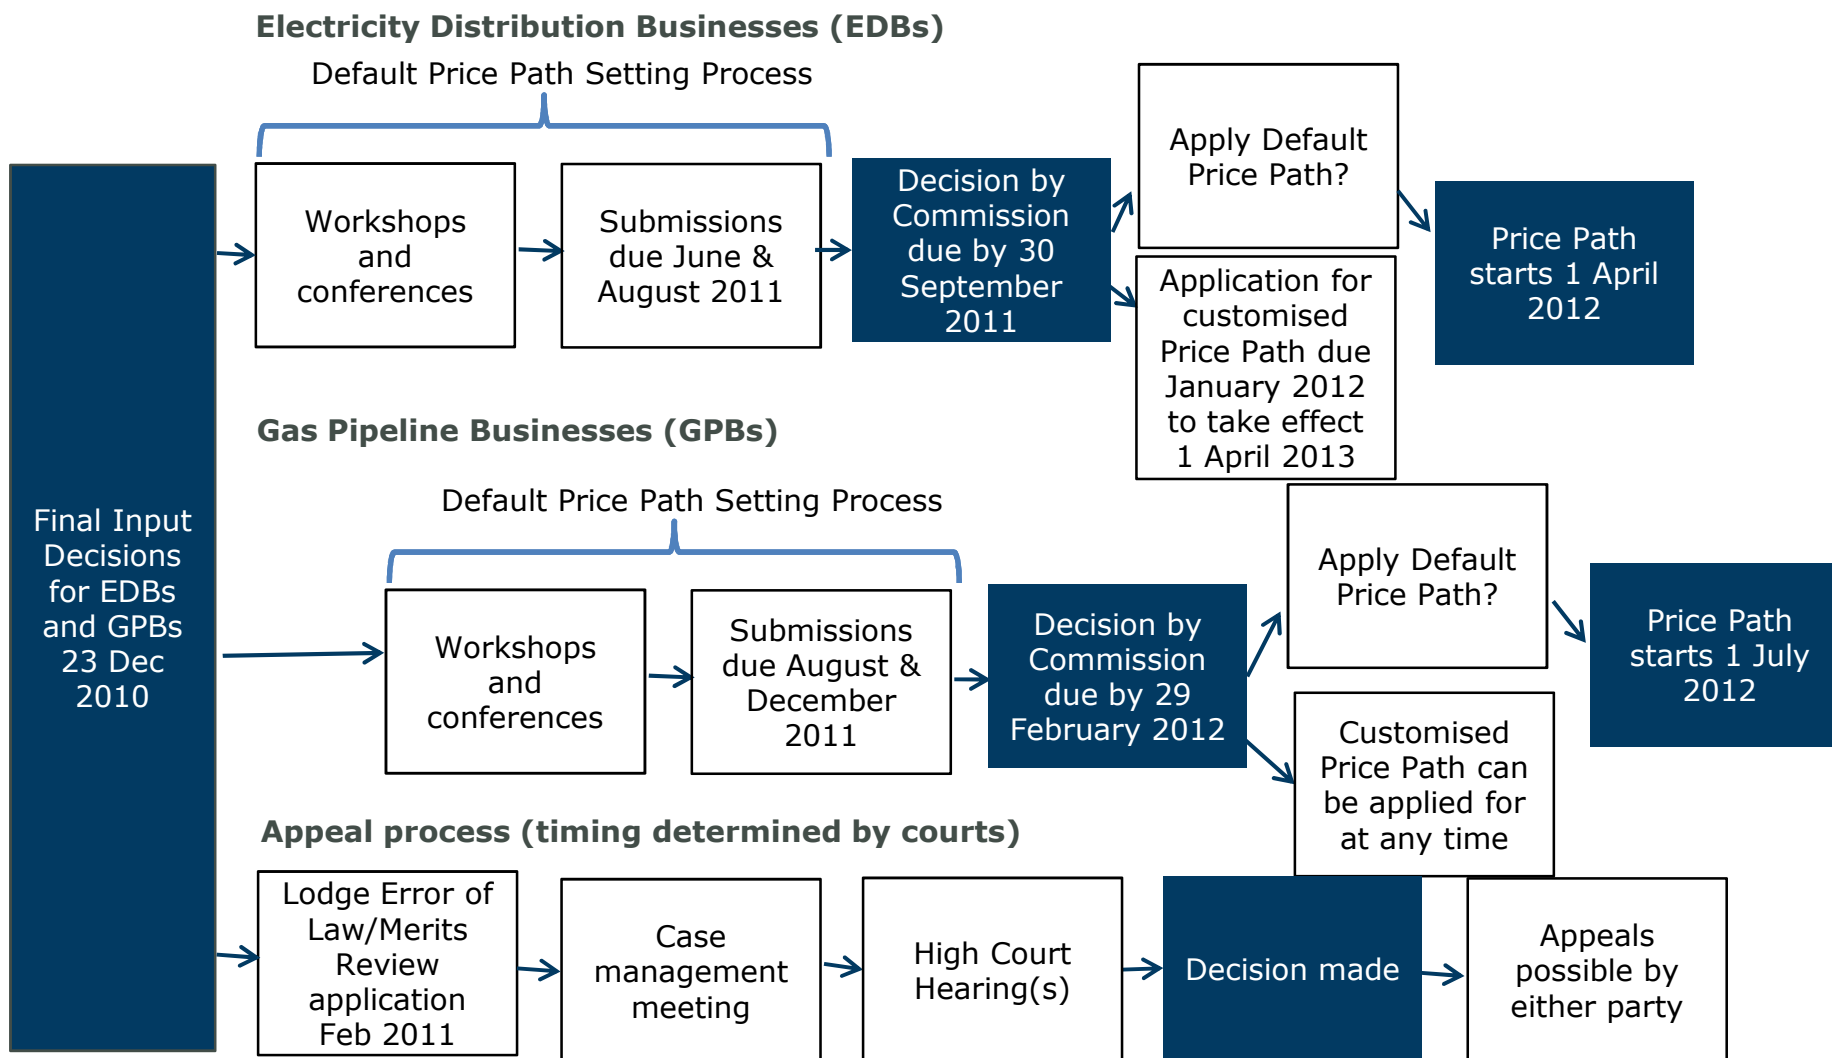 Electricity Distribution Businesses (EDBs)
Default Price Path Setting Process
Workshops
and
conferences
Submissions
due June &
August 2011
Decision by
Commission
due by 30
September
2011
Apply Default
Price Path?
Application for
customised
Price Path due
January 2012
to take effect
1 April 2013
Price Path
starts 1 April
2012
Final Input
Decisions
for EDBs
and GPBs
23 Dec
2010
Gas Pipeline Businesses (GPBs)
Default Price Path Setting Process
Workshops
and
conferences
Submissions
due August &
December
2011
Decision by
Commission
due by 29
February 2012
Apply Default
Price Path?
Customised
Price Path can
be applied for
at any time
Price Path
starts 1 July
2012
Appeal process (timing determined by courts)
Lodge Error of
Law/Merits
Review
application
Feb 2011
Case
management
meeting
High Court
Hearing(s)
Decision made
Appeals
possible by
either party